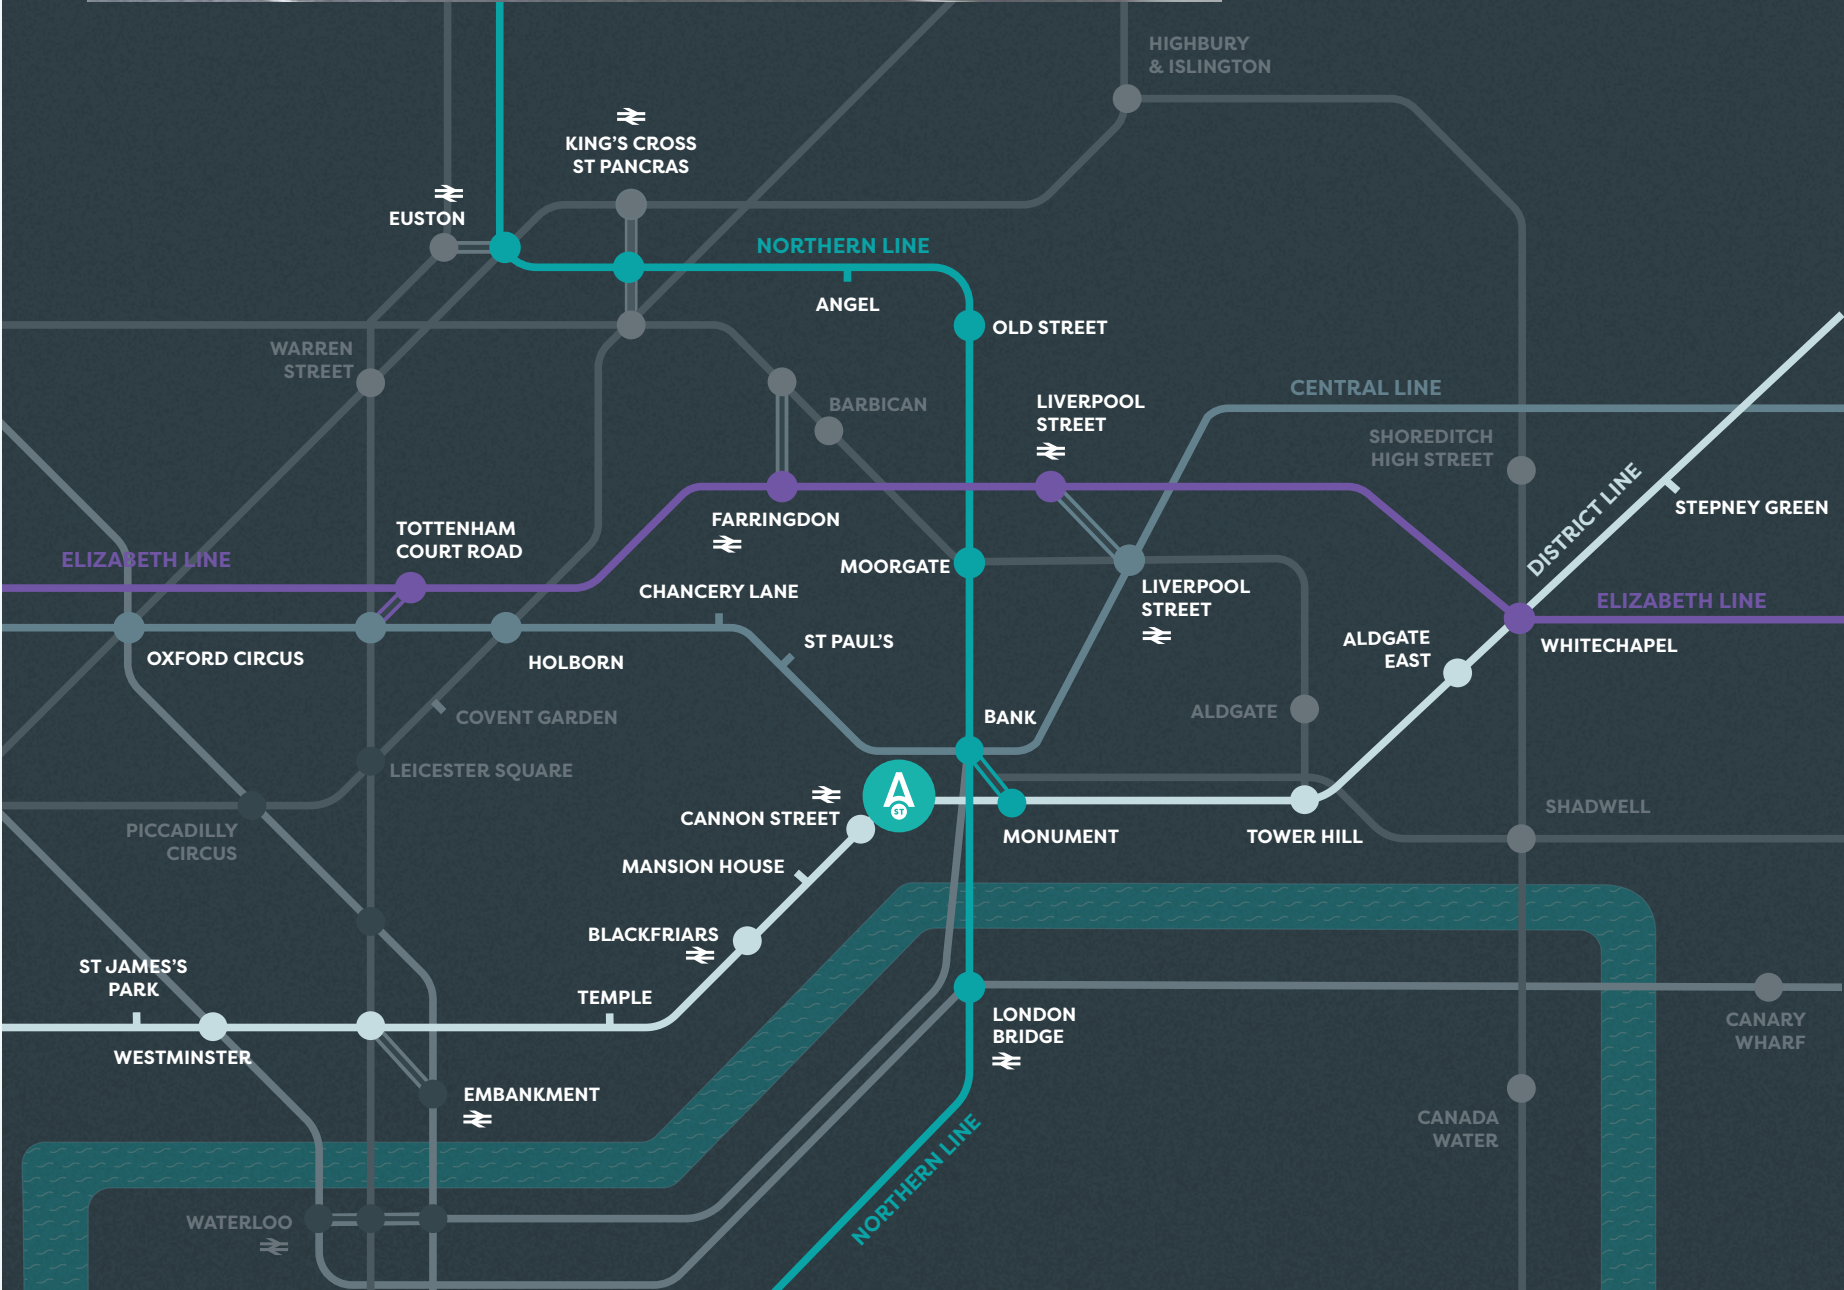 HIGHBURY
& ISLINGTON
KING'S CROSS
ST PANCRAS
EUSTON
NORTHERN LINE
ANGEL
OLD STREET
WARREN
STREET
BARBICAN
LIVERPOOL
STREET
CENTRAL LINE
SHOREDITCH
HIGH STREET
DISTRICT LINE
STEPNEY GREEN
TOTTENHAM
COURT ROAD
FARRINGDON
ELIZABETH LINE
MOORGATE
CHANCERY LANE
LIVERPOOL
STREET
ELIZABETH LINE
OXFORD CIRCUS
HOLBORN
ST PAUL'S
ALDGATE
EAST
WHITECHAPEL
COVENT GARDEN
BANK
ALDGATE
LEICESTER SQUARE
A
ST
CANNON STREET
PICCADILLY
CIRCUS
MONUMENT
TOWER HILL
SHADWELL
MANSION HOUSE
BLACKFRIARS
ST JAMES'S
PARK
TEMPLE
WESTMINSTER
LONDON
BRIDGE
CANARY
WHARF
EMBANKMENT
CANADA
WATER
NORTHERN LINE
WATERLOO